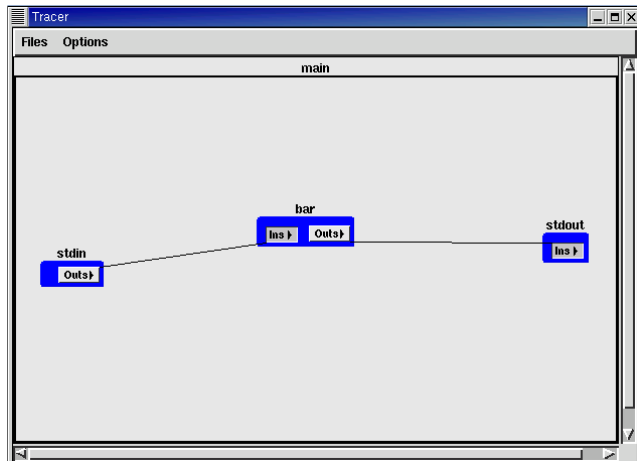 Tracer
Files Options
main
bar
Ins Outs
stdout
Ins
stdin
Outs